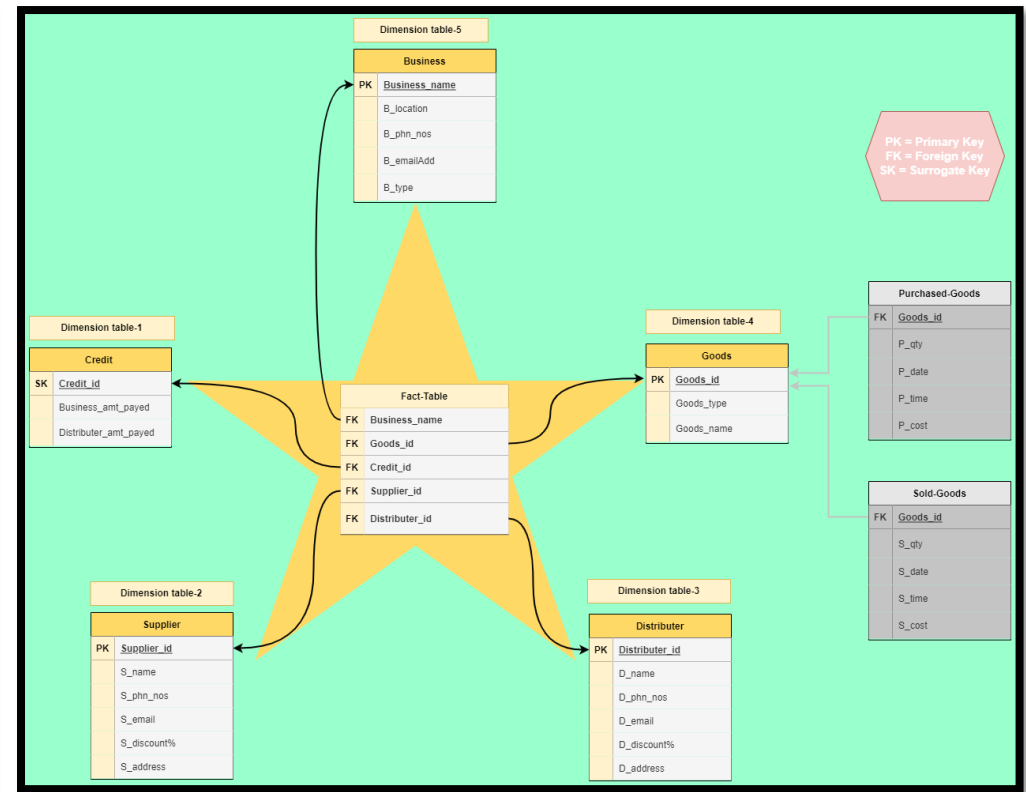 Dimension table-5
Business
PK Business_name
B_location
B_phn_nos
B_emailAdd
B_type
PK = Primary Key
FK = Foreign Key
SK = Surrogate Key
Dimension table-1
Credit
SK Credit_id
Business_amt_payed
Distributer_amt_payed
Fact-Table
FK Business_name
FK Goods_id
FK Credit_id
FK Supplier_id
FK Distributer_id
Dimension table-4
Goods
PK Goods_id
Goods_type
Goods_name
Purchased-Goods
FK Goods_id
P_qty
P_date
P_time
P_cost
Sold-Goods
FK Goods_id
S_qty
S_date
S_time
S_cost
Dimension table-2
Supplier
PK Supplier_id
S_name
S_phn_nos
S_email
S_discount%
S_address
Dimension table-3
Distributer
PK Distributer_id
D_name
D_phn_nos
D_email
D_discount%
D_address